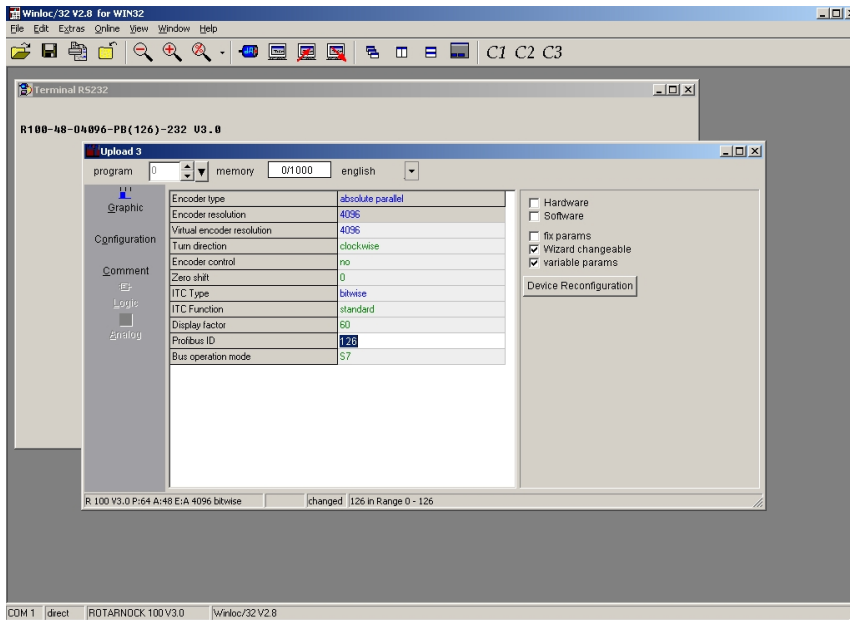 Winloc/32 V2.8 for WIN32
File Edit Extras Online View Window Help
C1 C2 C3
Terminal RS232
R100-48-O4096-PB(126)-232 V3.0
Upload 3
program 0 memory 0/1000 english
Graphic
Configuration
Comment
Logic
Analog
Encoder type absolute parallel
Encoder resolution 4096
Virtual encoder resolution 4096
Turn direction clockwise
Encoder control no
Zero shift 0
ITC Type bitwise
ITC Function standard
Display factor 60
Profibus ID 126
Bus operation mode S7
Hardware
Software
fix params
Wizard changeable
variable params
Device Reconfiguration
R 100 V3.0 P:64 A:48 E:A 4096 bitwise changed 126 in Range 0 - 126
COM 1 direct ROTARNOCK 100 V3.0 Winloc/32 V2.8